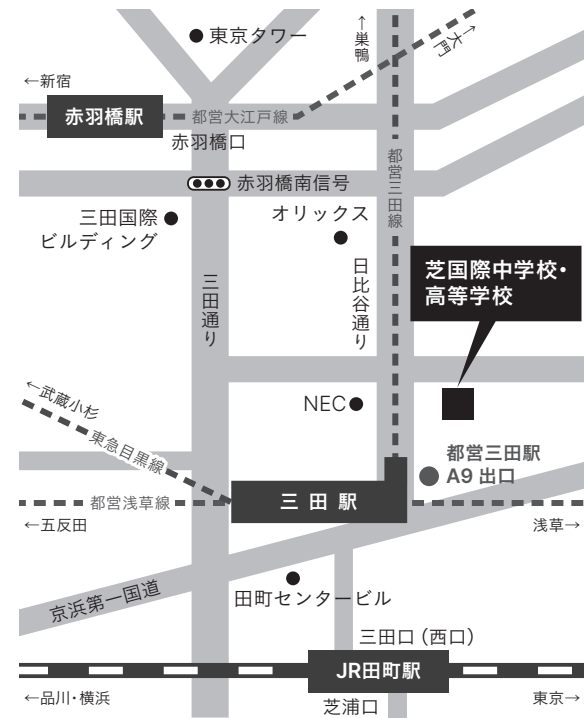 東京タワー
↑巣鴨
↑大門
←新宿
赤羽橋駅
都営大江戸線
赤羽橋口
赤羽橋南信号
都営三田線
三田国際
ビルディング
オリックス
芝国際中学校・
高等学校
三田通り
日比谷通り
←武蔵小杉
NEC
東急目黒線
都営三田駅
A9 出口
都営浅草線
三田駅
←五反田
浅草→
京浜第一国道
田町センタービル
三田口（西口）
JR田町駅
←品川・横浜
東京→
芝浦口